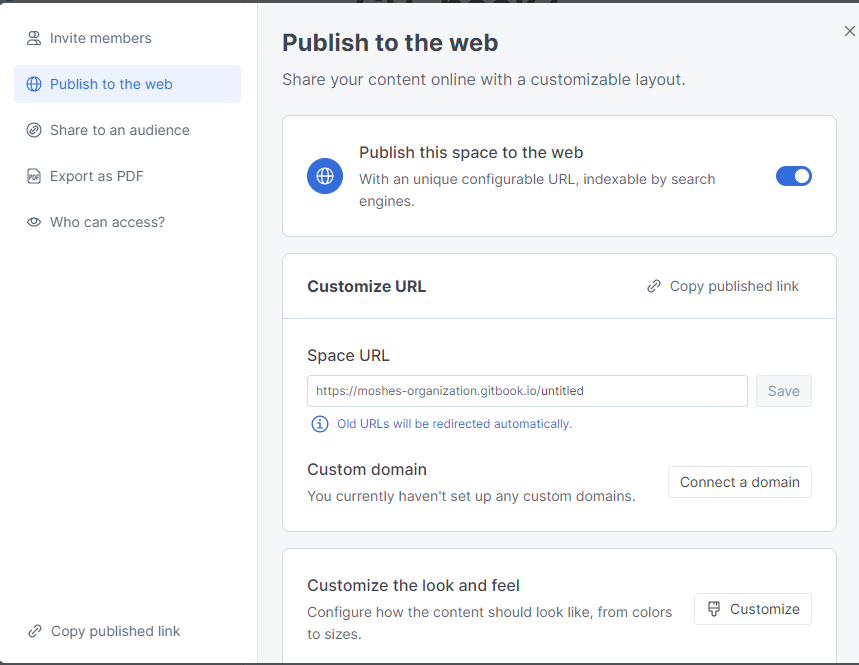 Invite members
Publish to the web
Share to an audience
Export as PDF
Who can access?
Copy published link
Publish to the web
Share your content online with a customizable layout.
Publish this space to the web
With an unique configurable URL, indexable by search
engines.
Customize URL
Copy published link
Space URL
https://moshes-organization.gitbook.io/untitled
Save
Old URLs will be redirected automatically.
Custom domain
You currently haven't set up any custom domains.
Connect a domain
Customize the look and feel
Configure how the content should look like, from colors
to sizes.
Customize